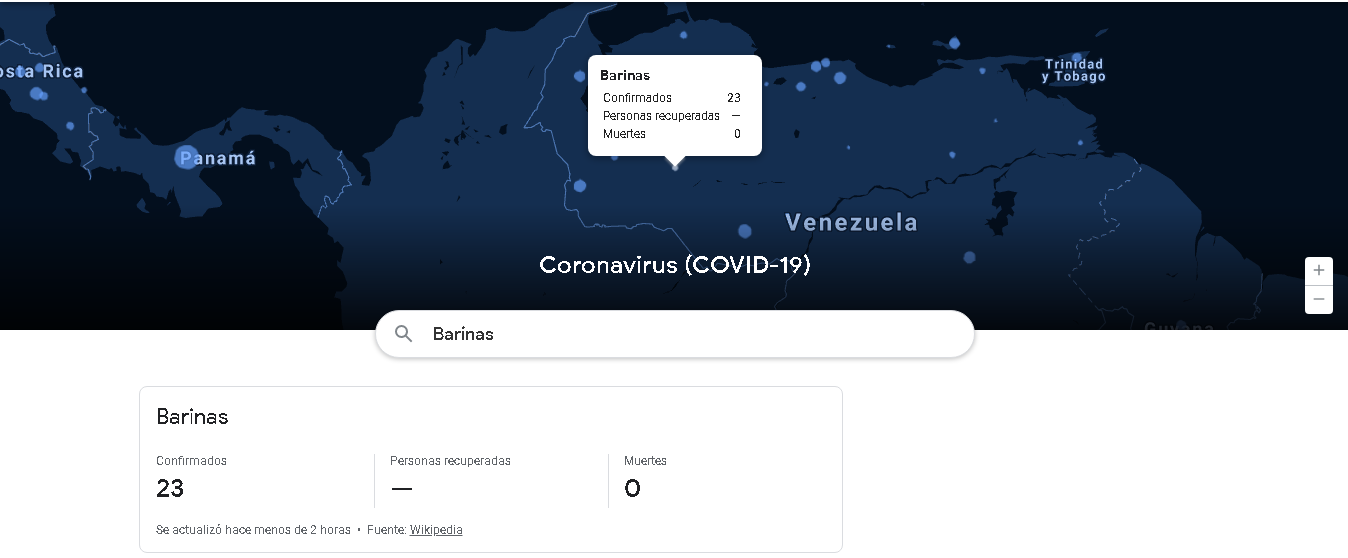 osta Rica
Panamá
Barinas
Confirmados 23
Personas recuperadas —
Muertes 0
Trinidad
y Tobago
Venezuela
Coronavirus (COVID-19)
+
−
Guyana
Barinas
Barinas
Confirmados Personas recuperadas Muertes
23 — 0
Se actualizó hace menos de 2 horas • Fuente: Wikipedia